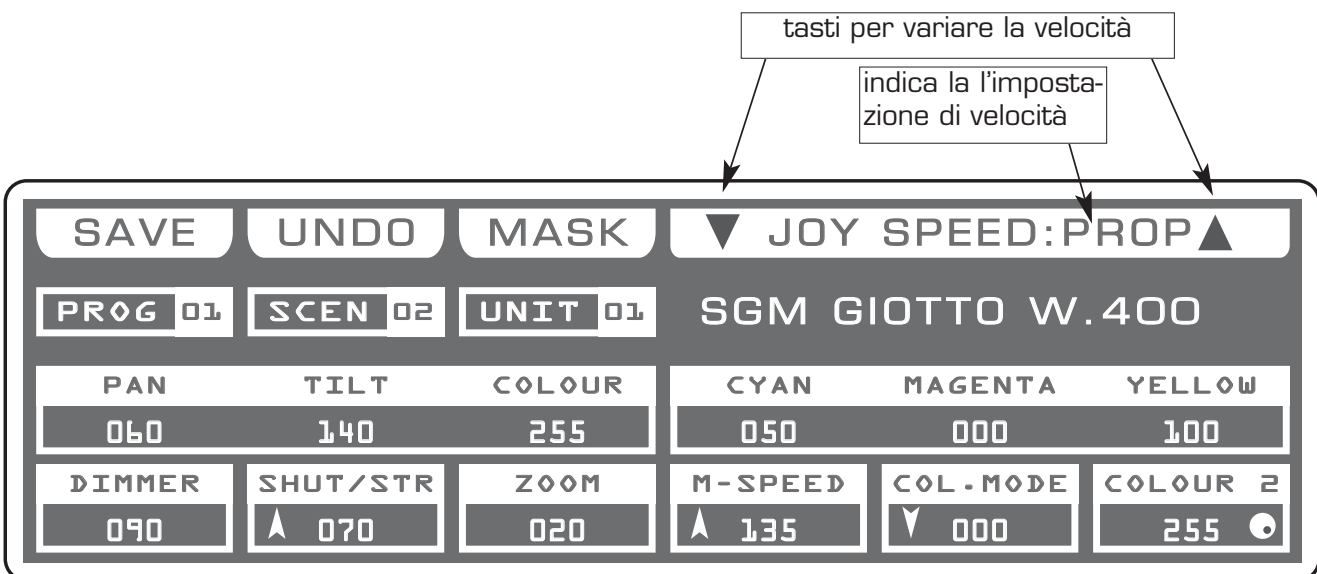 tasti per variare la velocità
indica la l'imposta-
zione di velocità
SAVE UNDO MASK ▼ JOY SPEED:PROP▲
PROG 01 SCEN 02 UNIT 01 SGM GIOTTO W.400
PAN TILT COLOUR CYAN MAGENTA YELLOW
060 140 255 050 000 100
DIMMER SHUT/STR ZOOM M-SPEED COL.MODE COLOUR 2
090 070 020 135 000 255